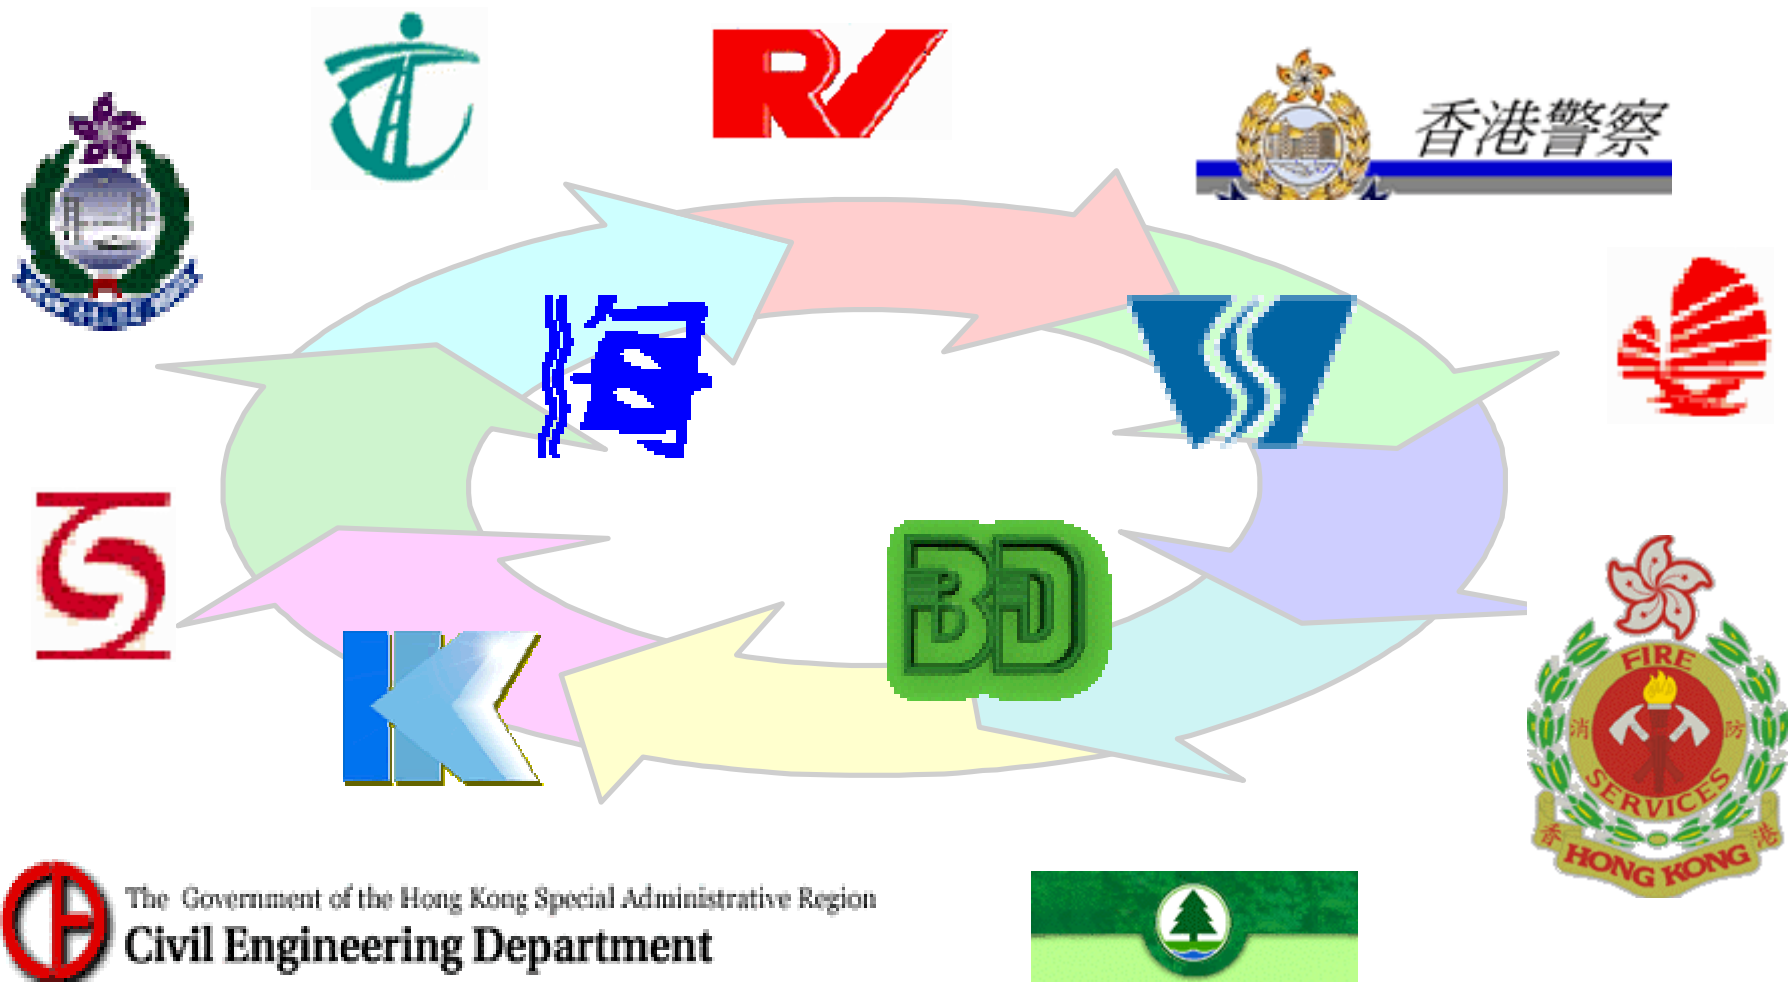 RV
香港警察
BD
FIRE
消 防
SERVICES
香 港
HONG KONG
K
The Government of the Hong Kong Special Administrative Region
Civil Engineering Department